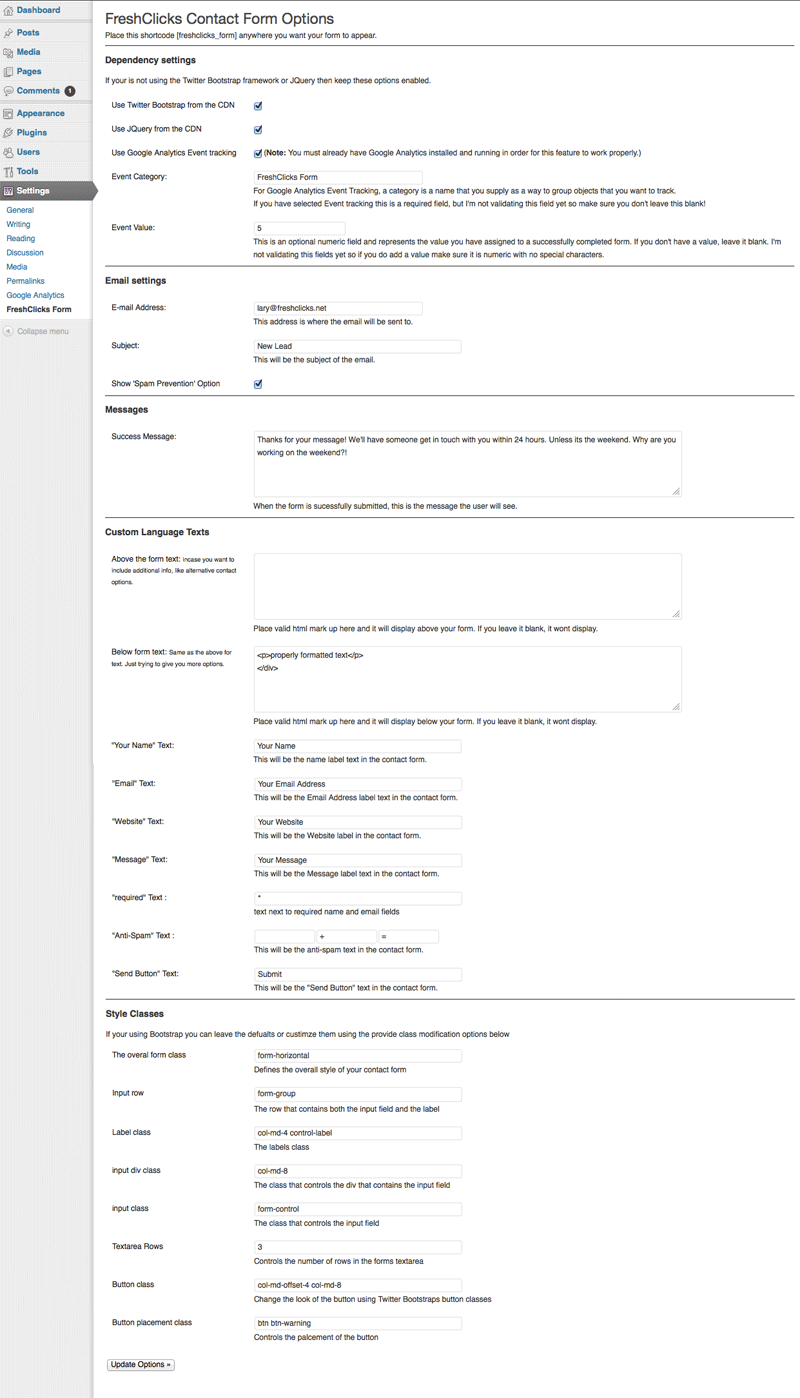 Dashboard
Posts
Media
Pages
Comments 1
Appearance
Plugins
Users
Tools
Settings
General
Writing
Reading
Discussion
Media
Permalinks
Google Analytics
FreshClicks Form
Collapse menu
FreshClicks Contact Form Options
Place this shortcode [freshclicks_form] anywhere you want your form to appear.
Dependency settings
If your is not using the Twitter Bootstrap framework or JQuery then keep these options enabled.
Use Twitter Bootstrap from the CDN
Use JQuery from the CDN
Use Google Analytics Event tracking (Note: You must already have Google Analytics installed and running in order for this feature to work properly.)
Event Category: FreshClicks Form
For Google Analytics Event Tracking, a category is a name that you supply as a way to group objects that you want to track.
If you have selected Event tracking this is a required field, but I'm not validating this field yet so make sure you don't leave this blank!
Event Value: 5
This is an optional numeric field and represents the value you have assigned to a successfully completed form. If you don't have a value, leave it blank. I'm
not validating this fields yet so if you do add a value make sure it is numeric with no special characters.
Email settings
E-mail Address: lary@freshclicks.net
This address is where the email will be sent to.
Subject: New Lead
This will be the subject of the email.
Show 'Spam Prevention' Option
Messages
Success Message: Thanks for your message! We'll have someone get in touch with you within 24 hours. Unless its the weekend. Why are you
working on the weekend?!
When the form is sucessfully submitted, this is the message the user will see.
Custom Language Texts
Above the form text: Incase you want to
include additional info, like alternative contact
options.
Place valid html mark up here and it will display above your form. If you leave it blank, it wont display.
Below form text: Same as the above for
text. Just trying to give you more options.
<p>properly formatted text</p>
</div>
Place valid html mark up here and it will display below your form. If you leave it blank, it wont display.
"Your Name" Text: Your Name
This will be the name label text in the contact form.
"Email" Text: Your Email Address
This will be the Email Address label text in the contact form.
"Website" Text: Your Website
This will be the Website label in the contact form.
"Message" Text: Your Message
This will be the Message label text in the contact form.
"required" Text : *
text next to required name and email fields
"Anti-Spam" Text : + =
This will be the anti-spam text in the contact form.
"Send Button" Text: Submit
This will be the "Send Button" text in the contact form.
Style Classes
If your using Bootstrap you can leave the defualts or custimze them using the provide class modification options below
The overal form class form-horizontal
Defines the overall style of your contact form
Input row form-group
The row that contains both the input field and the label
Label class col-md-4 control-label
The labels class
input div class col-md-8
The class that controls the div that contains the input field
input class form-control
The class that controls the input field
Textarea Rows 3
Controls the number of rows in the forms textarea
Button class col-md-offset-4 col-md-8
Change the look of the button using Twitter Bootstraps button classes
Button placement class btn btn-warning
Controls the palcement of the button
Update Options »